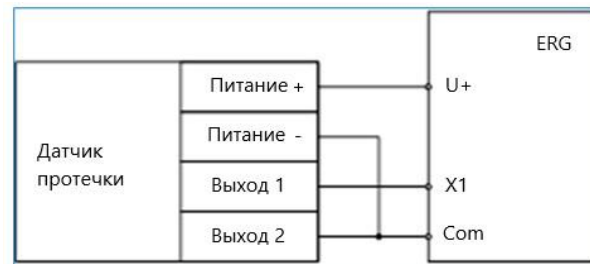 ERG
Питание +
U+
Питание -
Датчик
протечки
Выход 1
X1
Выход 2
Com